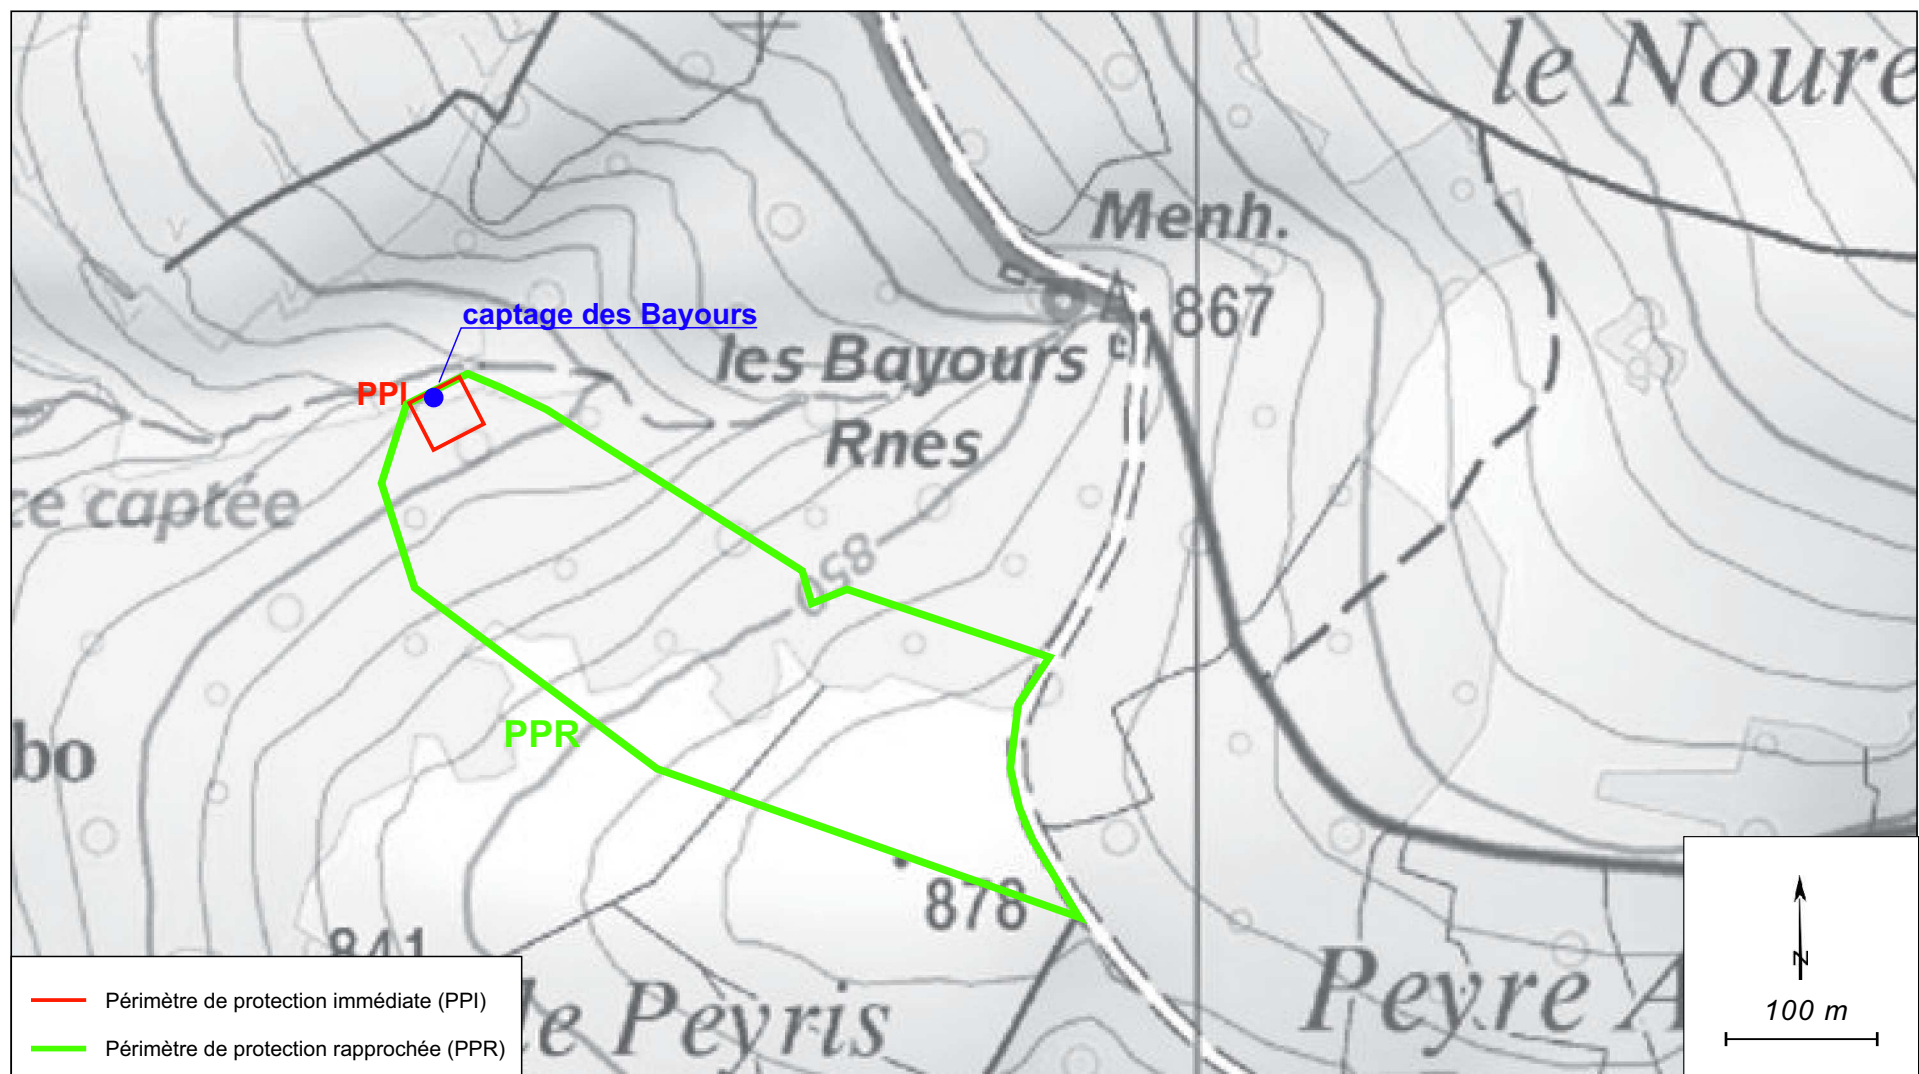 le Noure
Menh.
867
captage des Bayours
les Bayours
Rnes
PPI
ce captée
850
PPR
bo
878
841
le Peyris
Peyre A
Périmètre de protection immédiate (PPI)
Périmètre de protection rapprochée (PPR)
N
100 m